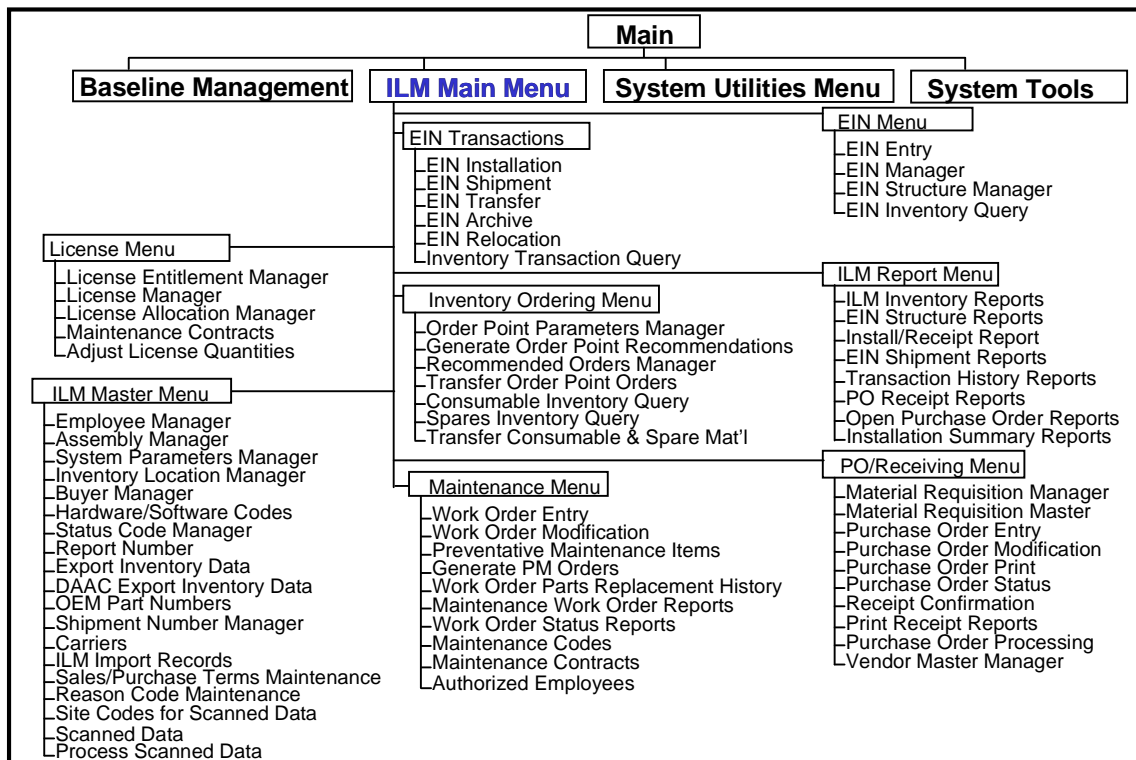 Main
Baseline Management
ILM Main Menu
System Utilities Menu
System Tools
EIN Transactions
EIN Installation
EIN Shipment
EIN Transfer
EIN Archive
EIN Relocation
Inventory Transaction Query
EIN Menu
EIN Entry
EIN Manager
EIN Structure Manager
EIN Inventory Query
License Menu
License Entitlement Manager
License Manager
License Allocation Manager
Maintenance Contracts
Adjust License Quantities
Inventory Ordering Menu
Order Point Parameters Manager
Generate Order Point Recommendations
Recommended Orders Manager
Transfer Order Point Orders
Consumable Inventory Query
Spares Inventory Query
Transfer Consumable & Spare Mat'l
ILM Report Menu
ILM Inventory Reports
EIN Structure Reports
Install/Receipt Report
EIN Shipment Reports
Transaction History Reports
PO Receipt Reports
Open Purchase Order Reports
Installation Summary Reports
ILM Master Menu
Employee Manager
Assembly Manager
System Parameters Manager
Inventory Location Manager
Buyer Manager
Hardware/Software Codes
Status Code Manager
Report Number
Export Inventory Data
DAAC Export Inventory Data
OEM Part Numbers
Shipment Number Manager
Carriers
ILM Import Records
Sales/Purchase Terms Maintenance
Reason Code Maintenance
Site Codes for Scanned Data
Scanned Data
Process Scanned Data
Maintenance Menu
Work Order Entry
Work Order Modification
Preventative Maintenance Items
Generate PM Orders
Work Order Parts Replacement History
Maintenance Work Order Reports
Work Order Status Reports
Maintenance Codes
Maintenance Contracts
Authorized Employees
PO/Receiving Menu
Material Requisition Manager
Material Requisition Master
Purchase Order Entry
Purchase Order Modification
Purchase Order Print
Purchase Order Status
Receipt Confirmation
Print Receipt Reports
Purchase Order Processing
Vendor Master Manager